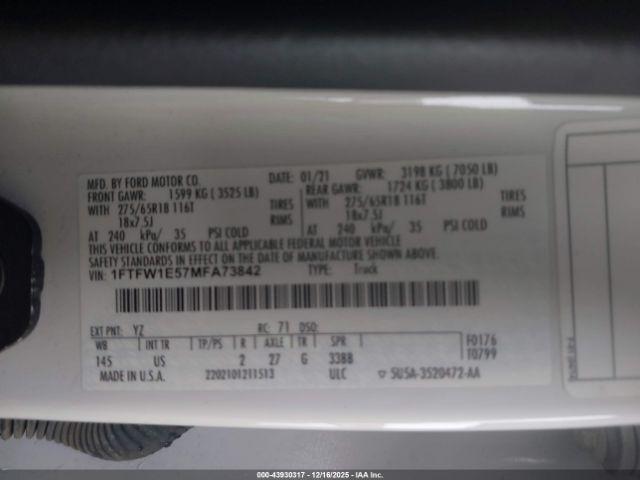 MFD. BY FORD MOTOR CO. DATE: 01/21 GVWR: 3198 KG ( 7050 LB)
FRONT GAWR: 1599 KG ( 3525 LB) REAR GAWR: 1724 KG ( 3800 LB)
WITH 275/65R18 116T TIRES WITH 275/65R18 116T TIRES
18x7.5J RIMS 18x7.5J RIMS
AT 240 kPa/ 35 PSI COLD AT 240 kPa/ 35 PSI COLD
THIS VEHICLE CONFORMS TO ALL APPLICABLE FEDERAL MOTOR VEHICLE
SAFETY STANDARDS IN EFFECT ON THE DATE OF MANUFACTURE SHOWN ABOVE.
VIN: 1FTFW1E57MFA73842 TYPE: Truck
EXT PNT: YZ RC: 71 DSO:
WB INT TR TP/PS R AXLE TR SPR F0176
145 US 2 27 G 33BB T0799
MADE IN U.S.A. 2202101211513 ULC 5U5A-3520472-AA
000-43930317 - 12/16/2025 - IAA Inc.